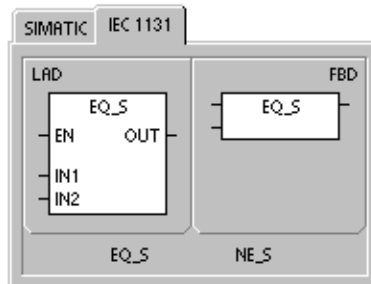 SIMATIC IEC 1131
LAD FBD
EQ_S
EN OUT
IN1
IN2
EQ_S
EQ_S NE_S